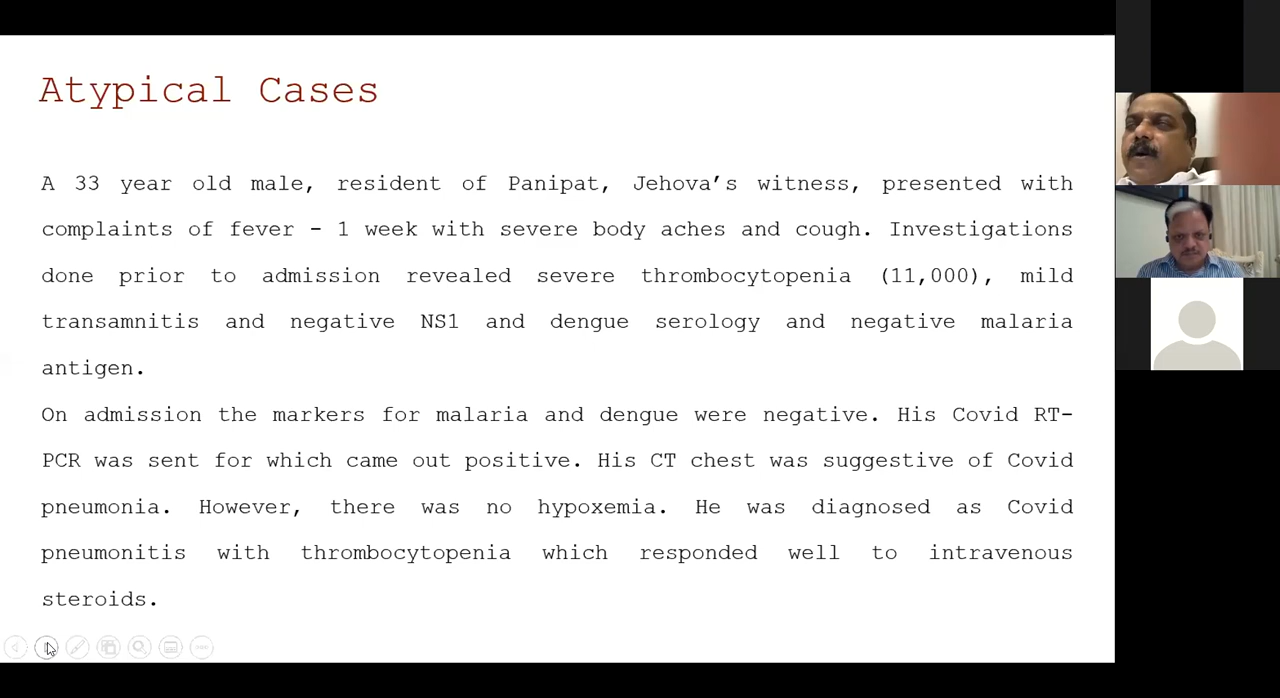 Atypical Cases
A 33 year old male, resident of Panipat, Jehova's witness, presented with
complaints of fever - 1 week with severe body aches and cough. Investigations
done prior to admission revealed severe thrombocytopenia (11,000), mild
transamnitis and negative NS1 and dengue serology and negative malaria
antigen.
On admission the markers for malaria and dengue were negative. His Covid RT-
PCR was sent for which came out positive. His CT chest was suggestive of Covid
pneumonia. However, there was no hypoxemia. He was diagnosed as Covid
pneumonitis with thrombocytopenia which responded well to intravenous
steroids.